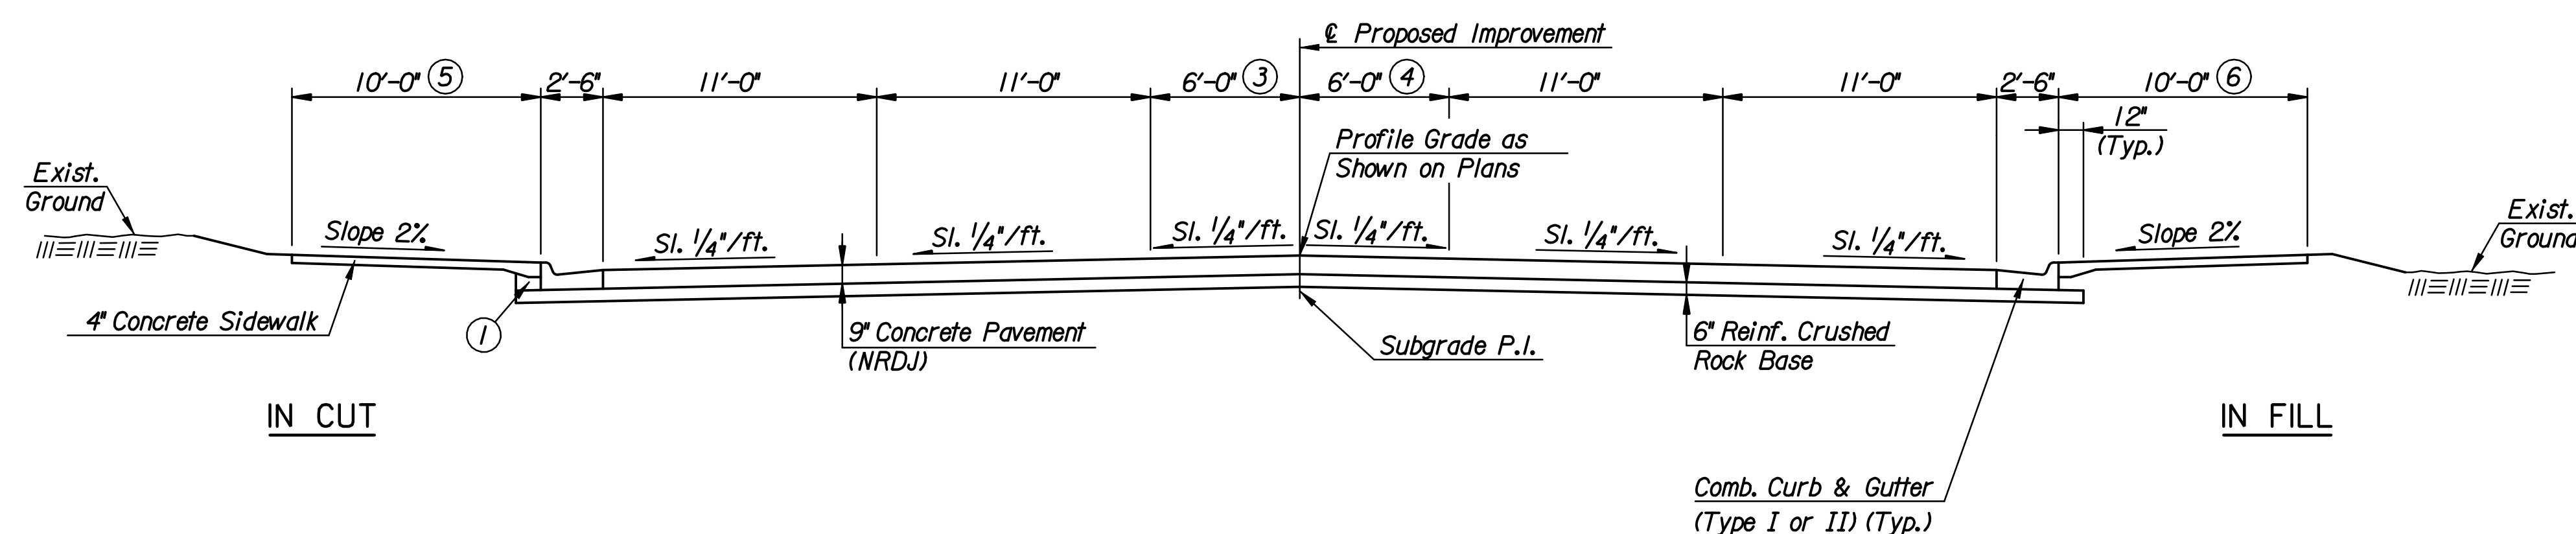 ℄ Proposed Improvement
10'-0" ⑤ 2'-6" 11'-0" 11'-0" 6'-0" ③ 6'-0" ④ 11'-0" 11'-0" 2'-6" 10'-0" ⑥
12"
(Typ.)
Profile Grade as
Shown on Plans
Exist.
Ground
Slope 2%
Sl. 1/4"/ft.
Sl. 1/4"/ft.
Sl. 1/4"/ft.
Sl. 1/4"/ft.
Sl. 1/4"/ft.
Sl. 1/4"/ft.
Slope 2%
Exist.
Ground
4" Concrete Sidewalk
①
9" Concrete Pavement
(NRDJ)
Subgrade P.I.
6" Reinf. Crushed
Rock Base
IN CUT
IN FILL
Comb. Curb & Gutter
(Type I or II) (Typ.)